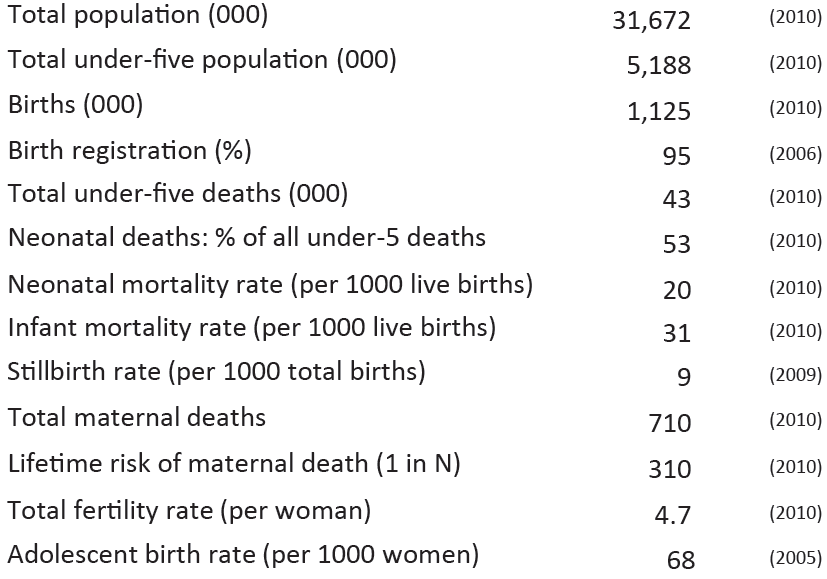 Total population (000) 31,672 (2010)
Total under-five population (000) 5,188 (2010)
Births (000) 1,125 (2010)
Birth registration (%) 95 (2006)
Total under-five deaths (000) 43 (2010)
Neonatal deaths: % of all under-5 deaths 53 (2010)
Neonatal mortality rate (per 1000 live births) 20 (2010)
Infant mortality rate (per 1000 live births) 31 (2010)
Stillbirth rate (per 1000 total births) 9 (2009)
Total maternal deaths 710 (2010)
Lifetime risk of maternal death (1 in N) 310 (2010)
Total fertility rate (per woman) 4.7 (2010)
Adolescent birth rate (per 1000 women) 68 (2005)